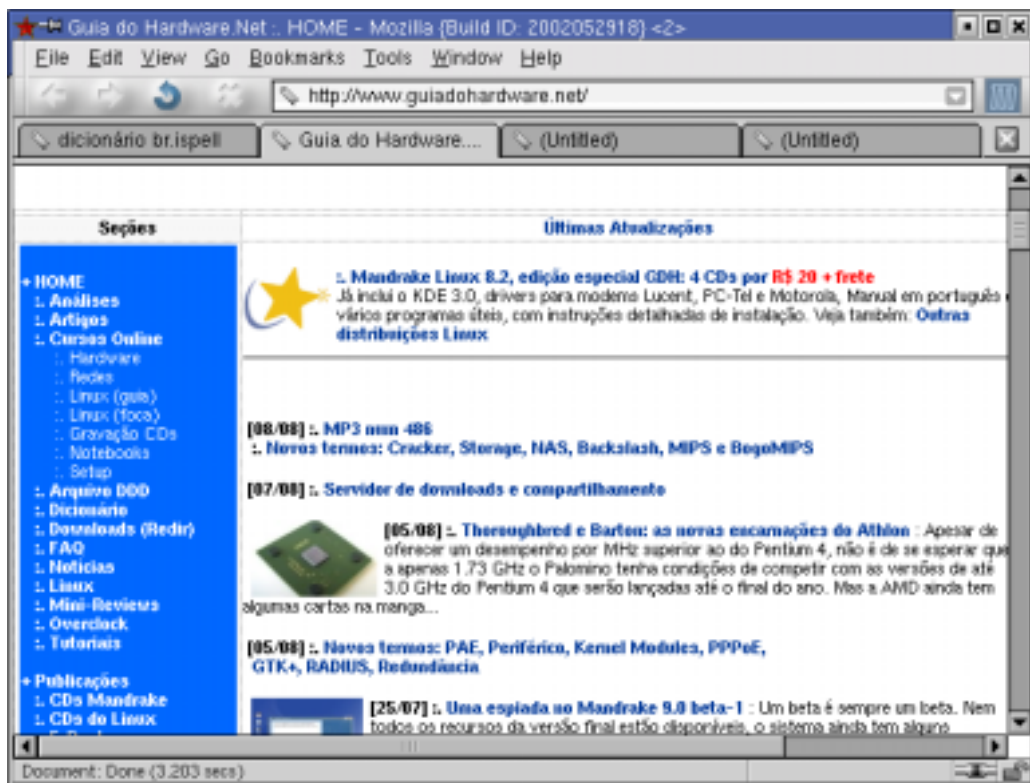 Guia do Hardware.Net :. HOME - Mozilla {Build ID: 2002052918} <2>
File Edit View Go Bookmarks Tools Window Help
http://www.guiadohardware.net/
dicionário br.ispell
Guia do Hardware....
(Untitled)
(Untitled)
Seções
+ HOME
:. Análises
:. Artigos
:. Cursos Online
:. Hardware
:. Redes
:. Linux (guia)
:. Linux (foca)
:. Gravação CDs
:. Notebooks
:. Setup
:. Arquivo DDD
:. Dicionário
:. Downloads (Redir)
:. FAQ
:. Notícias
:. Linux
:. Mini-Reviews
:. Overclock
:. Tutoriais
+ Publicações
:. CDs Mandrake
:. CDs do Linux
Últimas Atualizações
:. Mandrake Linux 8.2, edição especial GDH: 4 CDs por R$ 20 + frete
Já inclui o KDE 3.0, drivers para modems Lucent, PC-Tel e Motorola, Manual em português e
vários programas úteis, com instruções detalhadas de instalação. Veja também: Outras
distribuições Linux
[08/08] :. MP3 num 486
:. Novos termos: Cracker, Storage, NAS, Backslash, MIPS e BogoMIPS
[07/08] :. Servidor de downloads e compartilhamento
[05/08] :. Thoroughbred e Barton: as novas encarnações do Athlon : Apesar de
oferecer um desempenho por MHz superior ao do Pentium 4, não é de se esperar que
a apenas 1.73 GHz o Palomino tenha condições de competir com as versões de até
3.0 GHz do Pentium 4 que serão lançadas até o final do ano. Mas a AMD ainda tem
algumas cartas na manga...
[05/08] :. Novos termos: PAE, Periférico, Kernel Modules, PPPoE,
GTK+, RADIUS, Redundância
[25/07] :. Uma espiada no Mandrake 9.0 beta-1 : Um beta é sempre um beta. Nem
todos os recursos da versão final estão disponíveis, o sistema ainda tem alguns
Document: Done (3.203 secs)